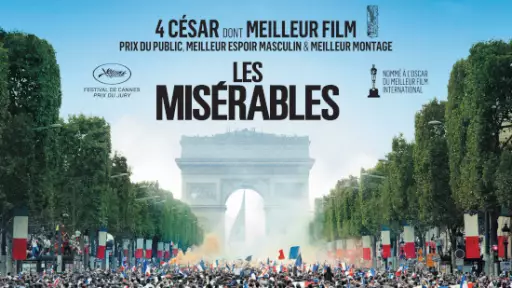 4 CÉSAR DONT MEILLEUR FILM
PRIX DU PUBLIC, MEILLEUR ESPOIR MASCULIN & MEILLEUR MONTAGE
FESTIVAL DE CANNES
PRIX DU JURY
LES
MISÉRABLES
NOMMÉ À L'OSCAR
DU MEILLEUR FILM
INTERNATIONAL